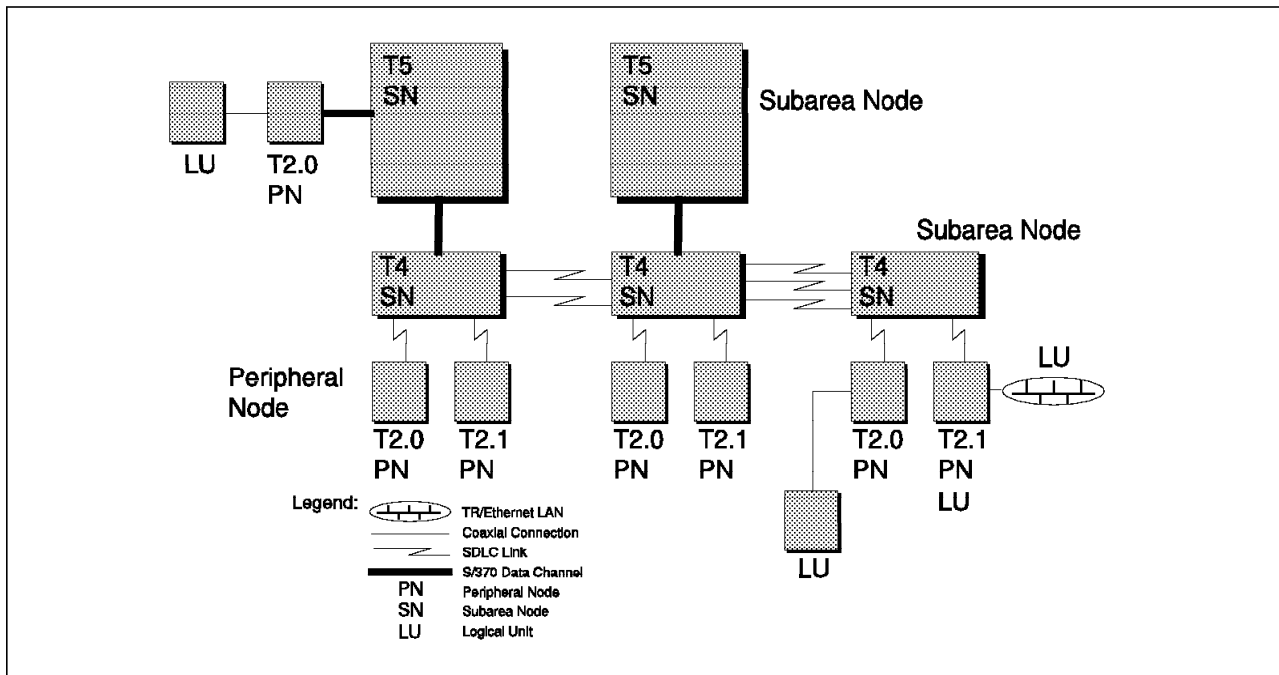 T5
SN
T5
SN
Subarea Node
LU
T2.0
PN
Subarea Node
T4
SN
T4
SN
T4
SN
Peripheral
Node
LU
T2.0
PN
T2.1
PN
T2.0
PN
T2.1
PN
T2.0
PN
T2.1
PN
LU
LU
Legend:
TR/Ethernet LAN
Coaxial Connection
SDLC Link
S/370 Data Channel
PN Peripheral Node
SN Subarea Node
LU Logical Unit